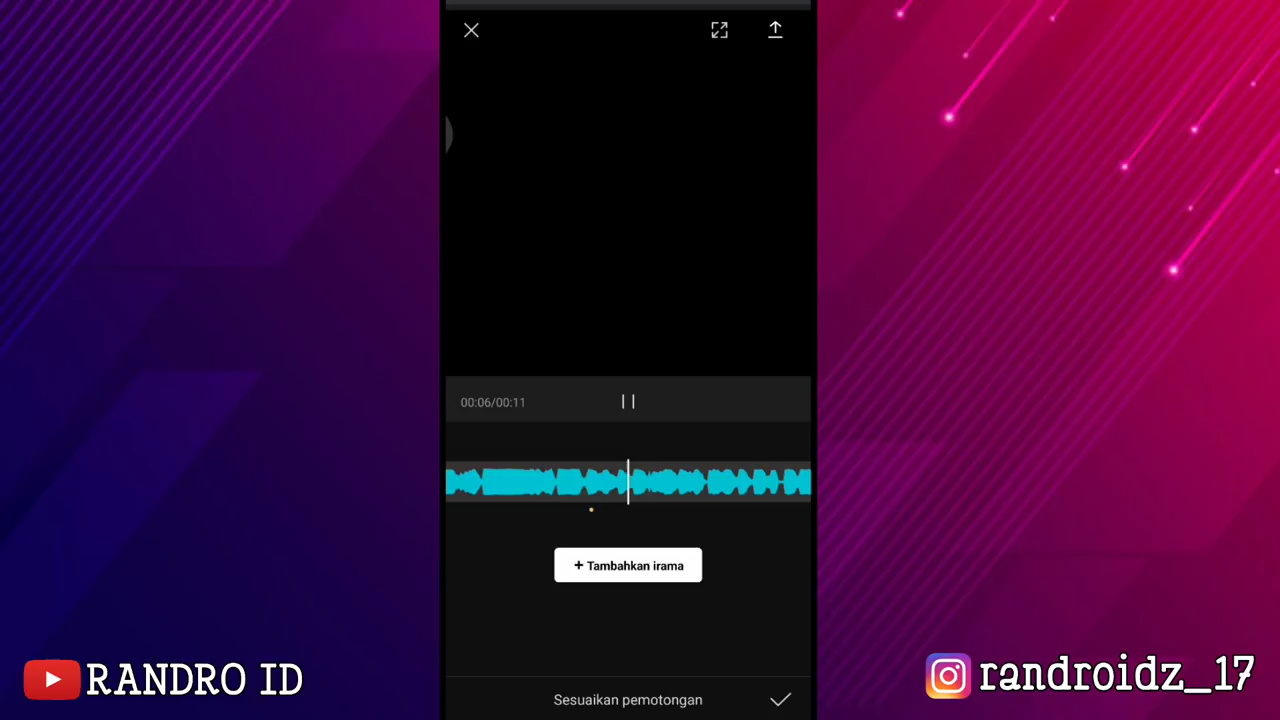 00:06/00:11
+ Tambahkan irama
Sesuaikan pemotongan
RANDRO ID
randroidz_17